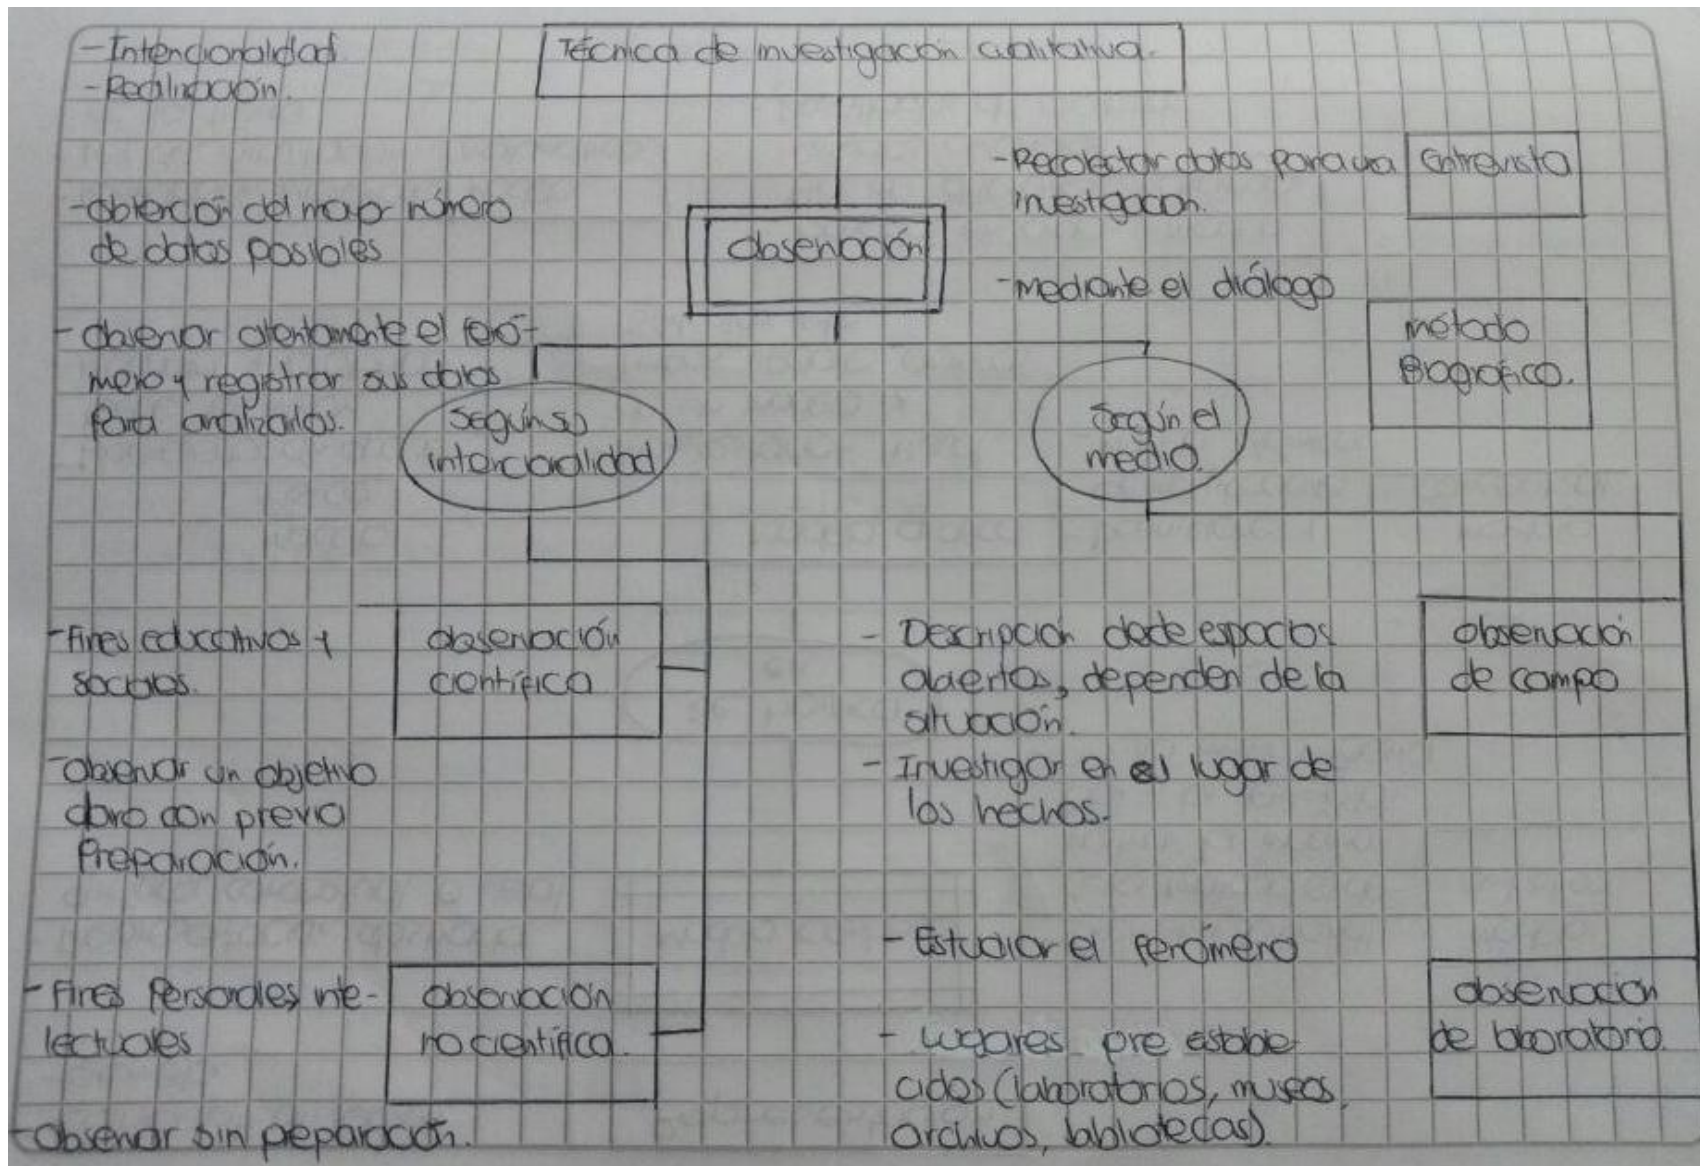 -Intencionalidad
-Realización.
Técnica de investigación cualitativa.
-Recolectar datos para una
investigación.
Entrevista
-obtención del mayor número
de datos posibles
observación
-mediante el diálogo
método
Biográfico.
-observar atentamente el fenó-
meno y registrar sus datos
para analizarlos.
Según su
intencionalidad
Según el
medio.
-Fines educativos y
sociales.
observación
científica
- Descripción desde espacios
abiertos, dependen de la
situación.
observación
de campo
-observar un objetivo
claro con previa
Preparación.
- Investigar en el lugar de
los hechos.
- Estudiar el fenómeno
-Fines Personales, inte-
lectuales
observación
no científica.
observación
de laboratorio.
- Lugares pre estable
cidos (laboratorios, museos,
archivos, bibliotecas).
-observar sin peparación.